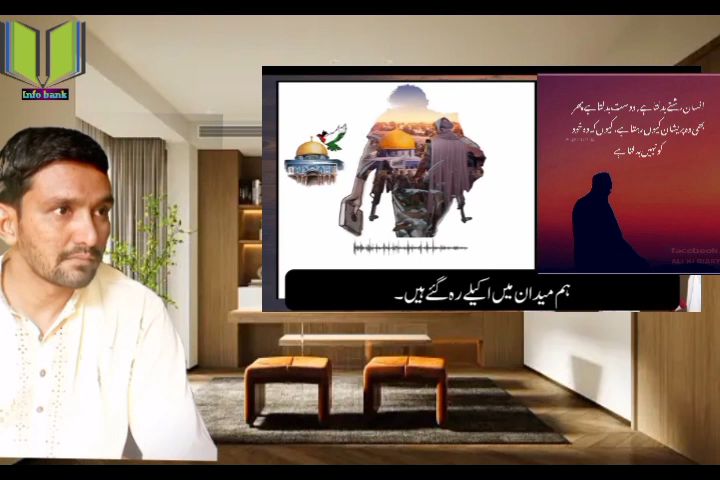 Info bank
انسان رشتے بدلتا ہے، دوست بدلتا ہے پھر
بھی وہ پریشان کیوں رہتا ہے، کیوں کہ وہ خود
کو نہیں بدلتا ہے
facebook
ہم میدان میں اکیلے رہ گئے ہیں۔